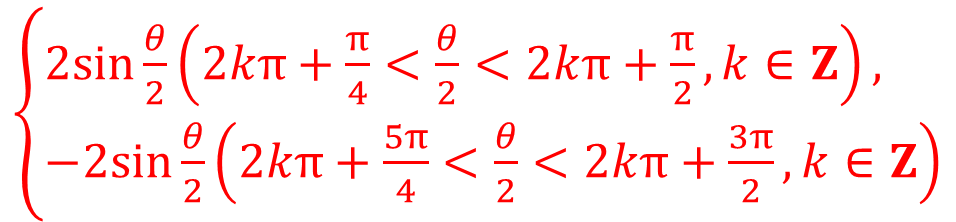 2sin θ/2 (2kπ + π/4 < θ/2 < 2kπ + π/2, k ∈ Z),
−2sin θ/2 (2kπ + 5π/4 < θ/2 < 2kπ + 3π/2, k ∈ Z)